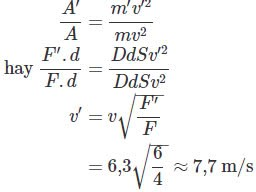 A'/A = m'v'²/mv²
hay F'.d/F.d = DdSv'²/DdSv²
v' = v√(F'/F)
= 6,3√(6/4) ≈ 7,7 m/s